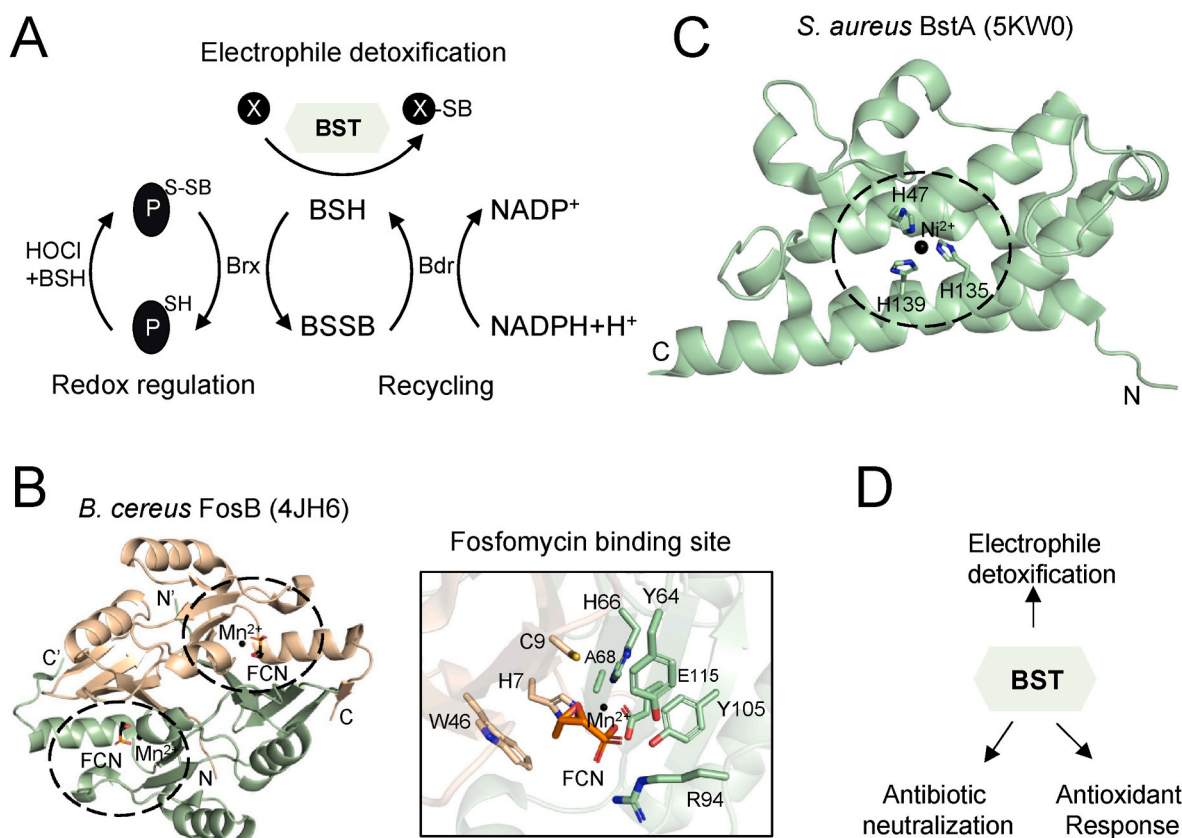 A
Electrophile detoxification
X
BST
X-SB
S-SB
P
HOCl
+BSH
SH
P
Redox regulation
Brx
BSH
BSSB
Bdr
NADP⁺
NADPH+H⁺
Recycling
C
S. aureus BstA (5KW0)
H47
Ni²⁺
H139
H135
C
N
B
B. cereus FosB (4JH6)
N'
C'
Mn²⁺
FCN
C
FCN
Mn²⁺
N
Fosfomycin binding site
H66
Y64
C9
A68
E115
H7
Mn²⁺
Y105
W46
FCN
R94
D
Electrophile
detoxification
BST
Antibiotic
neutralization
Antioxidant
Response